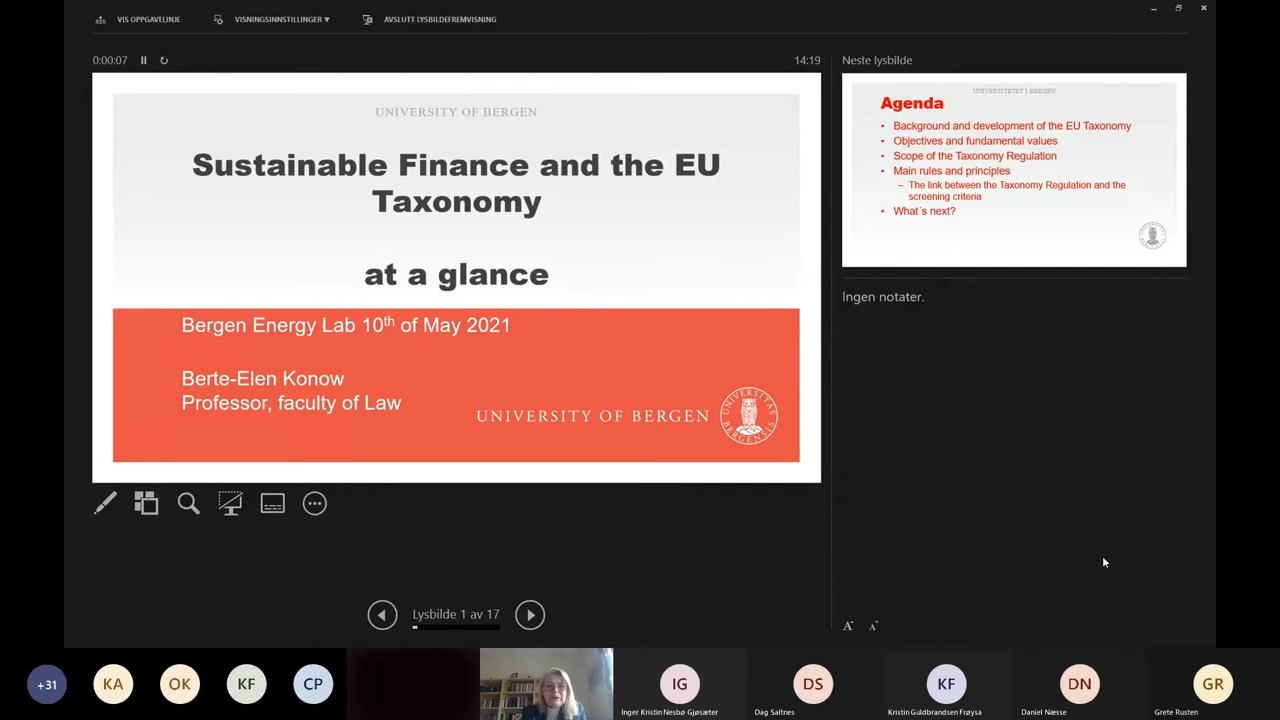 VIS OPPGAVELINJE
VISNINGSINNSTILLINGER ▼
AVSLUTT LYSBILDEFREMVISNING
0:00:07
14:19
UNIVERSITY OF BERGEN
Sustainable Finance and the EU
Taxonomy
at a glance
Bergen Energy Lab 10th of May 2021
Berte-Elen Konow
Professor, faculty of Law
UNIVERSITY OF BERGEN
UNIVERSITAS BERGENSIS
Lysbilde 1 av 17
Neste lysbilde
UNIVERSITETET I BERGEN
Agenda
• Background and development of the EU Taxonomy
• Objectives and fundamental values
• Scope of the Taxonomy Regulation
• Main rules and principles
– The link between the Taxonomy Regulation and the
screening criteria
• What´s next?
Ingen notater.
A A
+31
KA
OK
KF
CP
IG
Inger Kristin Nesbø Gjøsæter
DS
Dag Saltnes
KF
Kristin Guldbrandsen Frøysa
DN
Daniel Næsse
GR
Grete Rusten